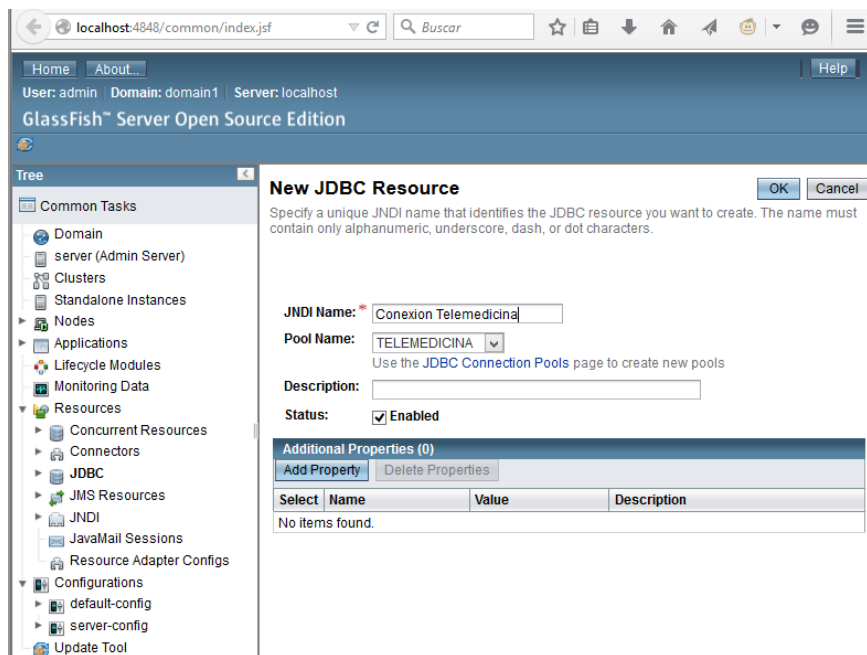 localhost:4848/common/index.jsf
Buscar
Home About... Help
User: admin Domain: domain1 Server: localhost
GlassFish™ Server Open Source Edition
Tree
Common Tasks
Domain
server (Admin Server)
Clusters
Standalone Instances
Nodes
Applications
Lifecycle Modules
Monitoring Data
Resources
Concurrent Resources
Connectors
JDBC
JMS Resources
JNDI
JavaMail Sessions
Resource Adapter Configs
Configurations
default-config
server-config
Update Tool
New JDBC Resource OK Cancel
Specify a unique JNDI name that identifies the JDBC resource you want to create. The name must
contain only alphanumeric, underscore, dash, or dot characters.
JNDI Name: * Conexion Telemedicina
Pool Name: TELEMEDICINA
Use the JDBC Connection Pools page to create new pools
Description:
Status: Enabled
Additional Properties (0)
Add Property Delete Properties
Select Name Value Description
No items found.